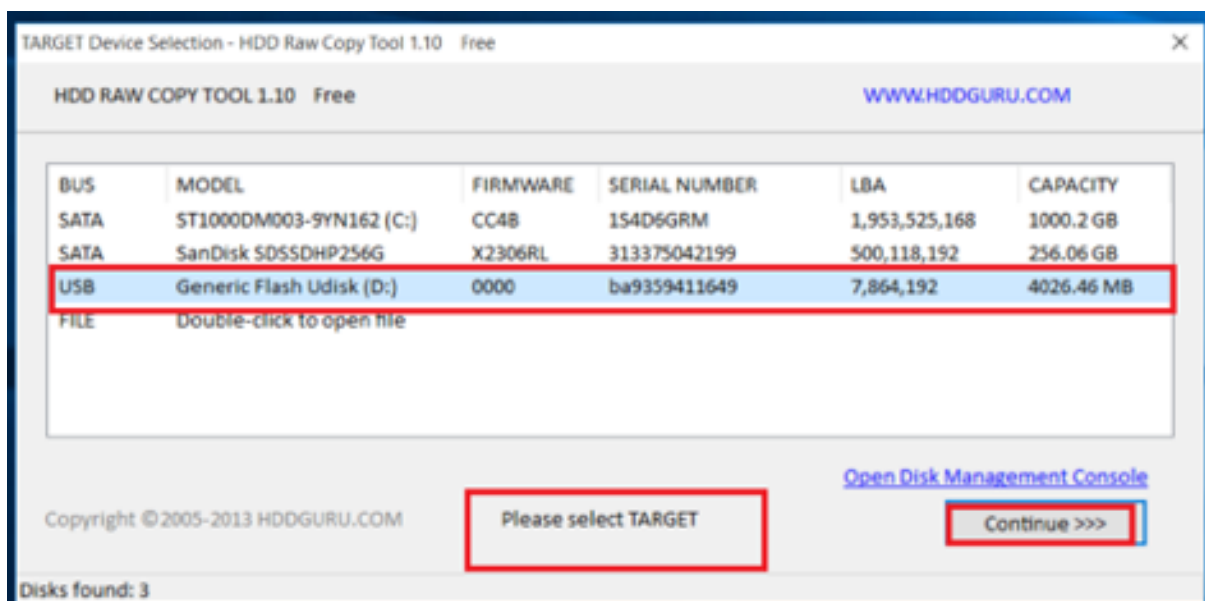 TARGET Device Selection - HDD Raw Copy Tool 1.10 Free
HDD RAW COPY TOOL 1.10 Free WWW.HDDGURU.COM
BUS MODEL FIRMWARE SERIAL NUMBER LBA CAPACITY
SATA ST1000DM003-9YN162 (C:) CC4B 1S4D6GRM 1,953,525,168 1000.2 GB
SATA SanDisk SDSSDHP256G X2306RL 313375042199 500,118,192 256.06 GB
USB Generic Flash Udisk (D:) 0000 ba9359411649 7,864,192 4026.46 MB
FILE Double-click to open file
Open Disk Management Console
Copyright ©2005-2013 HDDGURU.COM Please select TARGET Continue >>>
Disks found: 3